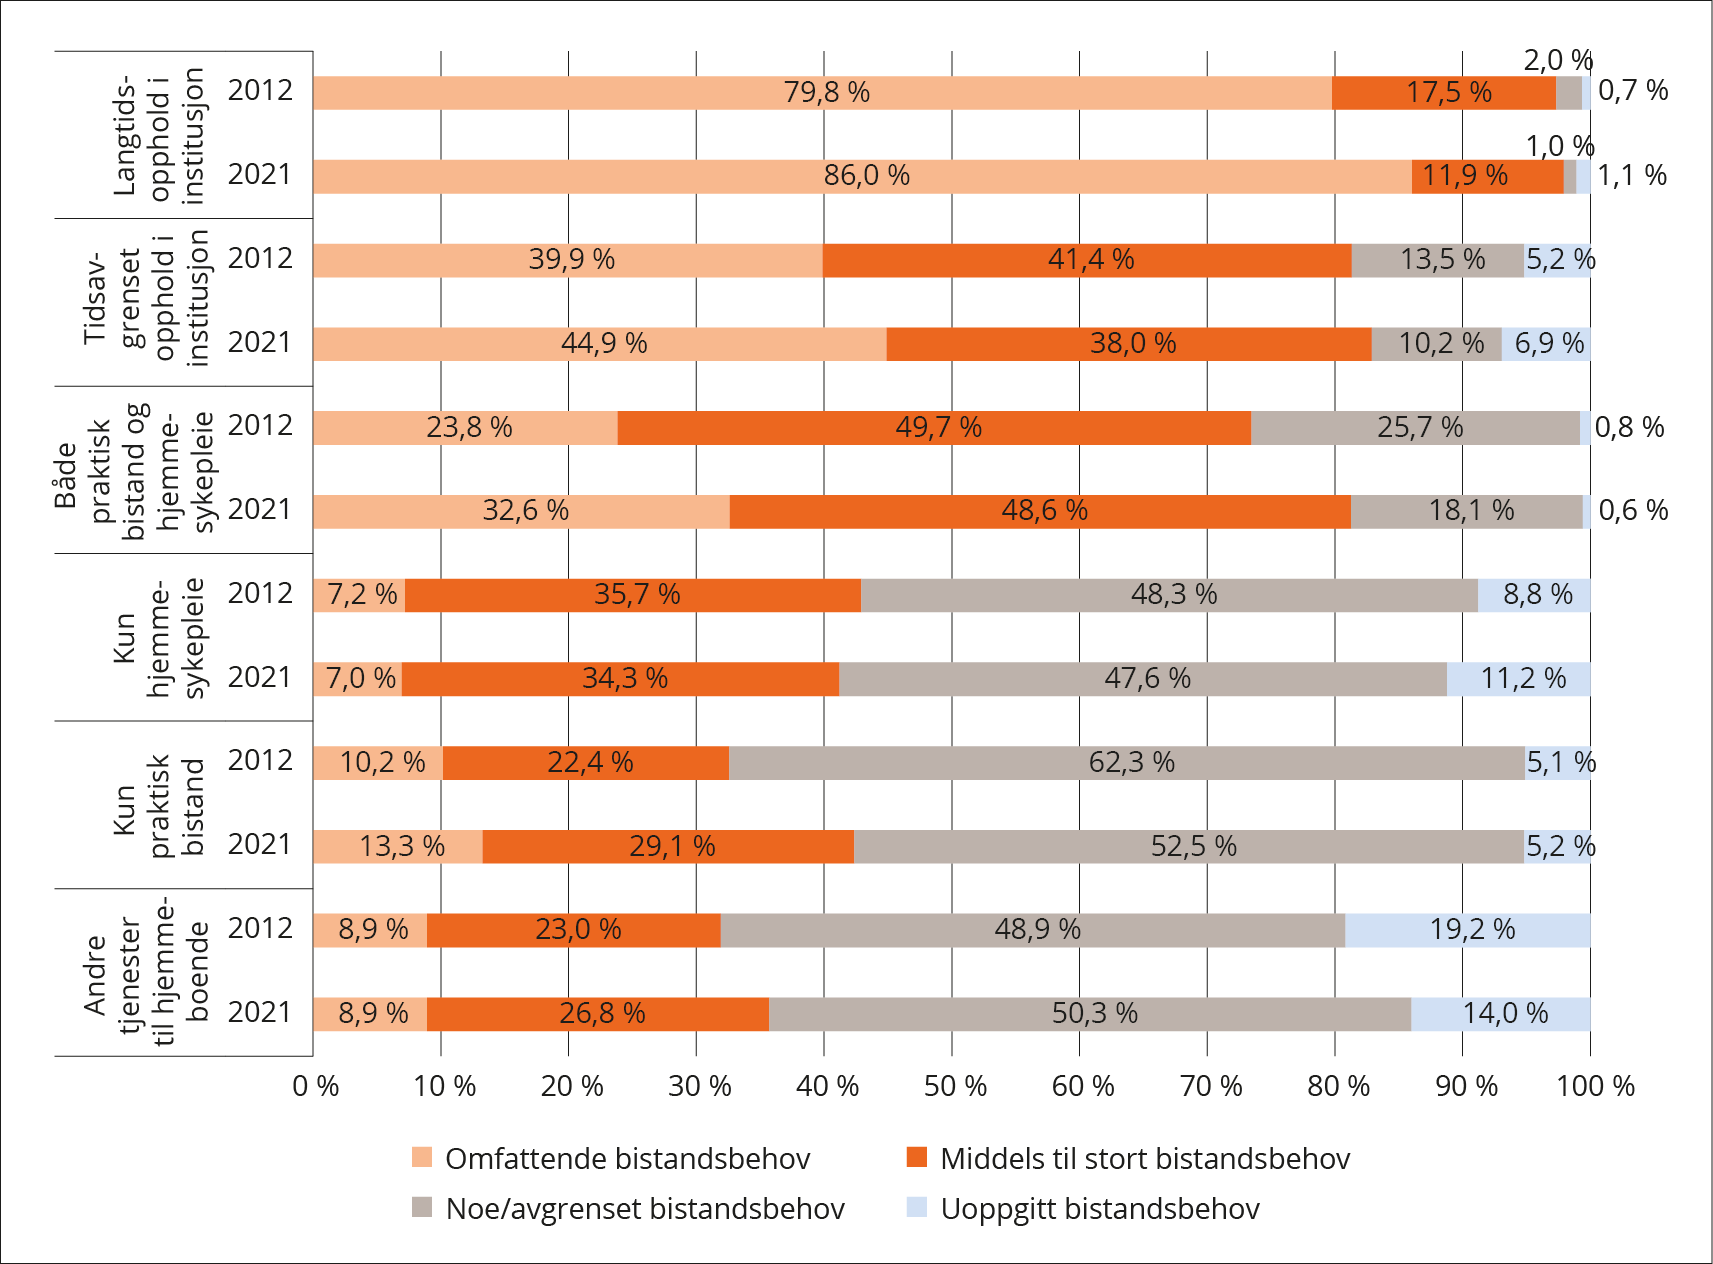 Langtids-
opphold i
institusjon
2012
79,8 %
17,5 %
2,0 %
0,7 %
2021
86,0 %
11,9 %
1,0 %
1,1 %
Tidsav-
grenset
opphold i
institusjon
2012
39,9 %
41,4 %
13,5 %
5,2 %
2021
44,9 %
38,0 %
10,2 %
6,9 %
Både
praktisk
bistand og
hjemme-
sykepleie
2012
23,8 %
49,7 %
25,7 %
0,8 %
2021
32,6 %
48,6 %
18,1 %
0,6 %
Kun
hjemme-
sykepleie
2012
7,2 %
35,7 %
48,3 %
8,8 %
2021
7,0 %
34,3 %
47,6 %
11,2 %
Kun
praktisk
bistand
2012
10,2 %
22,4 %
62,3 %
5,1 %
2021
13,3 %
29,1 %
52,5 %
5,2 %
Andre
tjenester
til hjemme-
boende
2012
8,9 %
23,0 %
48,9 %
19,2 %
2021
8,9 %
26,8 %
50,3 %
14,0 %
0 % 10 % 20 % 30 % 40 % 50 % 60 % 70 % 80 % 90 % 100 %
Omfattende bistandsbehov
Middels til stort bistandsbehov
Noe/avgrenset bistandsbehov
Uoppgitt bistandsbehov